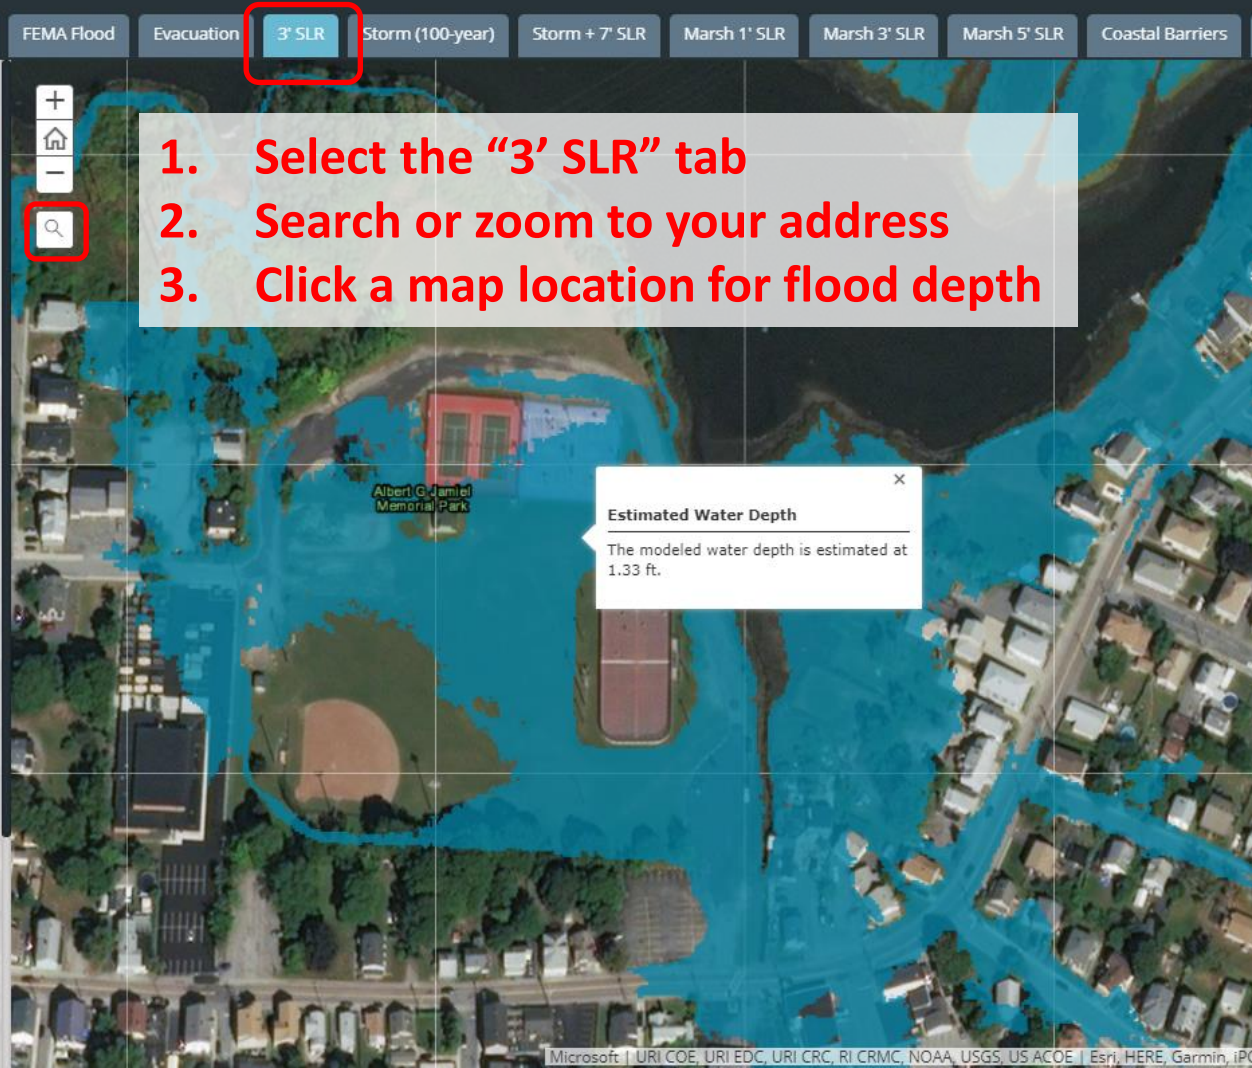 FEMA Flood
Evacuation
3' SLR
Storm (100-year)
Storm + 7' SLR
Marsh 1' SLR
Marsh 3' SLR
Marsh 5' SLR
Coastal Barriers
1. Select the “3’ SLR” tab
2. Search or zoom to your address
3. Click a map location for flood depth
Albert G Jamiel
Memorial Park
Estimated Water Depth
The modeled water depth is estimated at
1.33 ft.
Microsoft | URI COE, URI EDC, URI CRC, RI CRMC, NOAA, USGS, US ACOE | Esri, HERE, Garmin, iPC